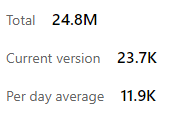 Total 24.8M
Current version 23.7K
Per day average 11.9K